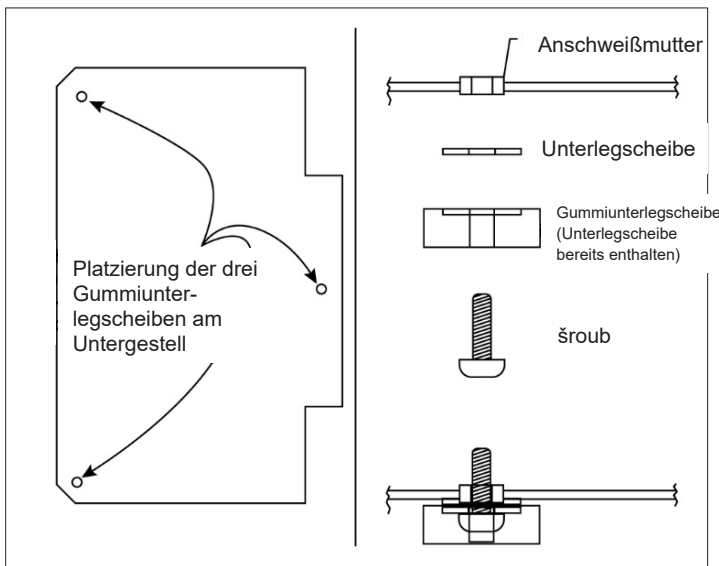 Platzierung der drei
Gummiunter-
legscheiben am
Untergestell
Anschweißmutter
Unterlegscheibe
Gummiunterlegscheibe
(Unterlegscheibe
bereits enthalten)
šroub